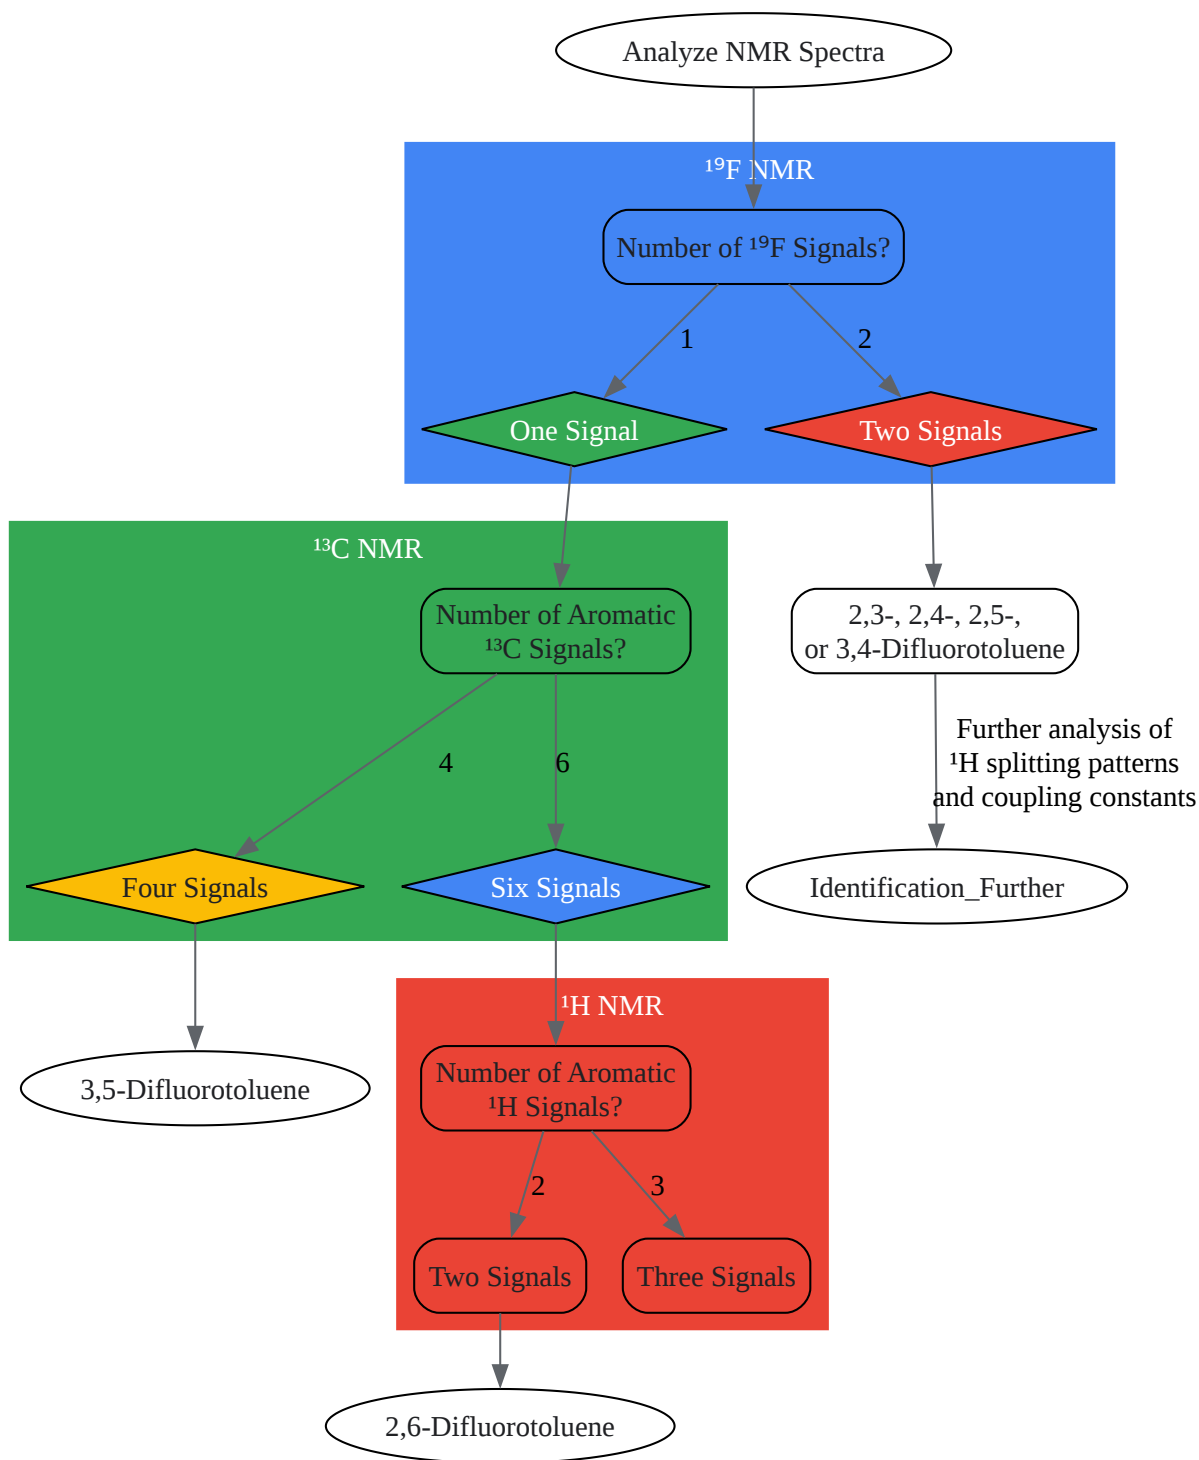 Analyze NMR Spectra
¹⁹F NMR
Number of ¹⁹F Signals?
1
2
One Signal
Two Signals
¹³C NMR
Number of Aromatic
¹³C Signals?
2,3-, 2,4-, 2,5-,
or 3,4-Difluorotoluene
4
6
Further analysis of
¹H splitting patterns
and coupling constants
Four Signals
Six Signals
Identification_Further
¹H NMR
Number of Aromatic
¹H Signals?
3,5-Difluorotoluene
2
3
Two Signals
Three Signals
2,6-Difluorotoluene